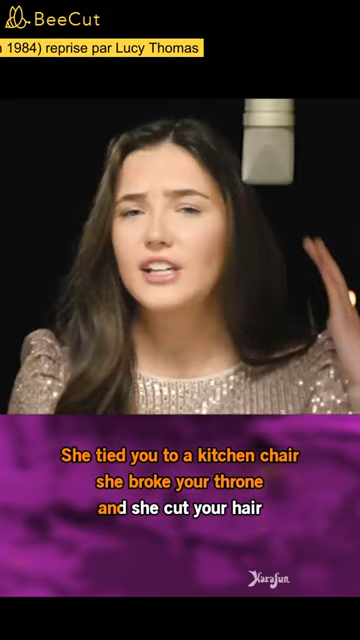 BeeCut
1984) reprise par Lucy Thomas
She tied you to a kitchen chair
she broke your throne
and she cut your hair
KaraFun